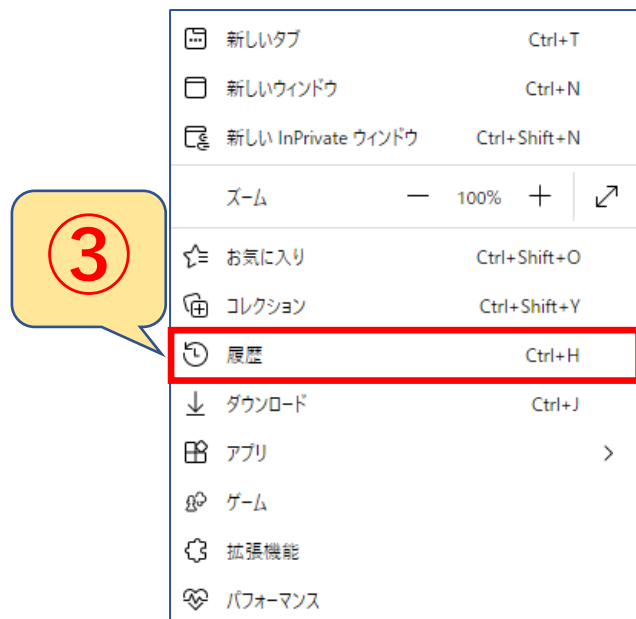 新しいタブ Ctrl+T
新しいウィンドウ Ctrl+N
新しい InPrivate ウィンドウ Ctrl+Shift+N
ズーム 100%
③
お気に入り Ctrl+Shift+O
コレクション Ctrl+Shift+Y
履歴 Ctrl+H
ダウンロード Ctrl+J
アプリ
ゲーム
拡張機能
パフォーマンス